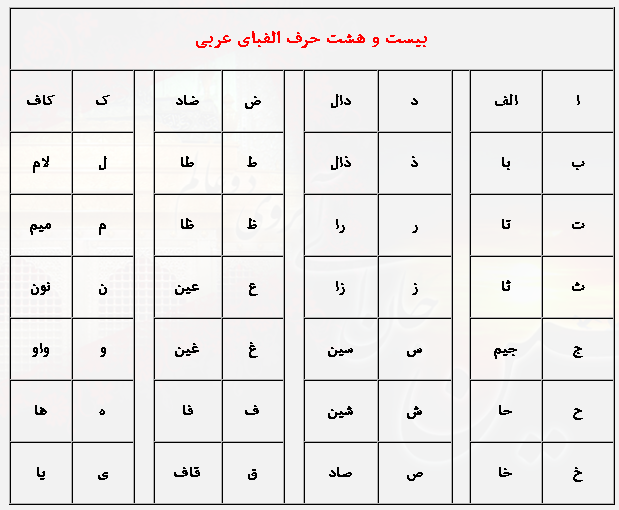 بیست و هشت حرف الفبای عربی
ا الف د دال ض ضاد ک کاف
ب با ذ ذال ط طا ل لام
ت تا ر را ظ ظا م میم
ث ثا ز زا ع عین ن نون
ج جیم س سین غ غین و واو
ح حا ش شین ف فا ه ها
خ خا ص صاد ق قاف ی یا